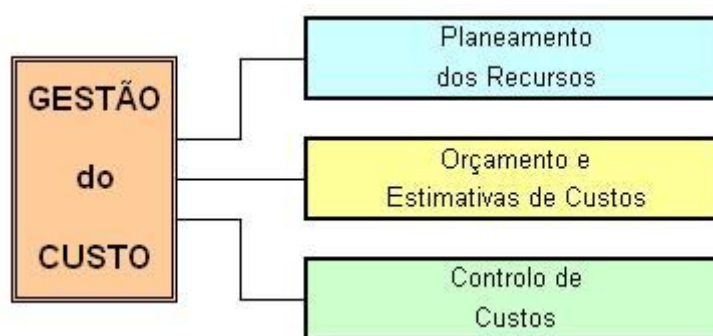 GESTÃO
do
CUSTO
Planeamento
dos Recursos
Orçamento e
Estimativas de Custos
Controlo de
Custos